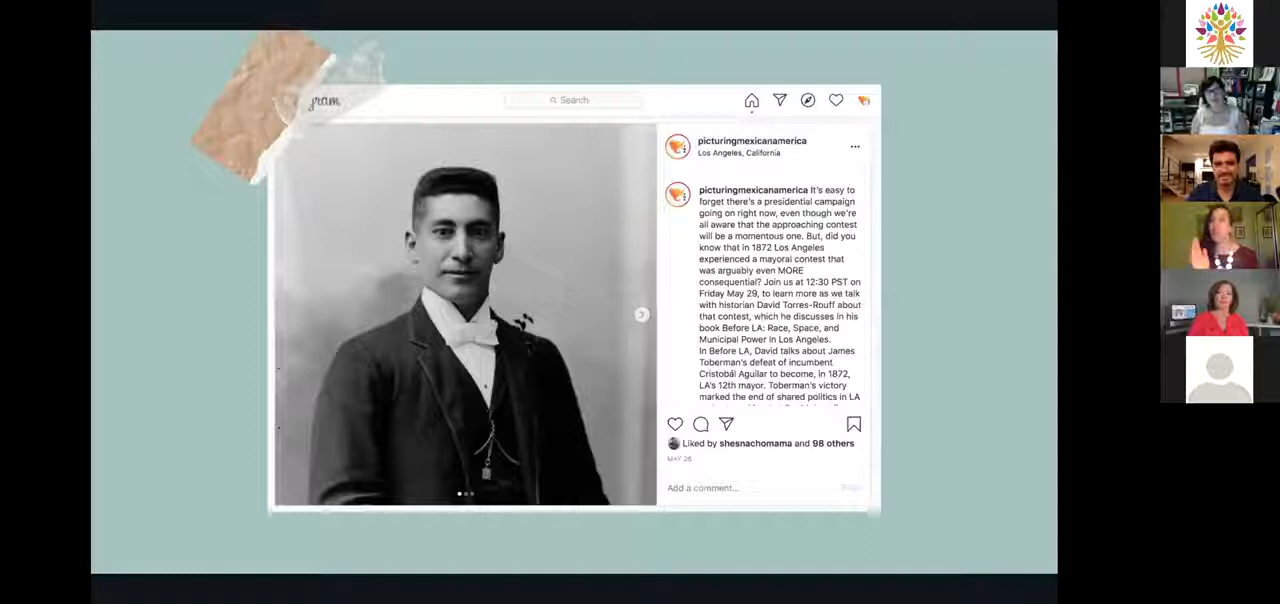 gram
Search
picturingmexicanamerica
Los Angeles, California
picturingmexicanamerica It's easy to
forget there's a presidential campaign
going on right now, even though we're
all aware that the approaching contest
will be a momentous one. But, did you
know that in 1872 Los Angeles
experienced a mayoral contest that
was arguably even MORE
consequential? Join us at 12:30 PST on
Friday May 29, to learn more as we talk
with historian David Torres-Rouff about
that contest, which he discusses in his
book Before LA: Race, Space, and
Municipal Power in Los Angeles.
In Before LA, David talks about James
Toberman's defeat of incumbent
Cristobál Aguilar to become, in 1872,
LA's 12th mayor. Toberman's victory
marked the end of shared politics in LA
Liked by shesnachomama and 98 others
MAY 26
Add a comment...